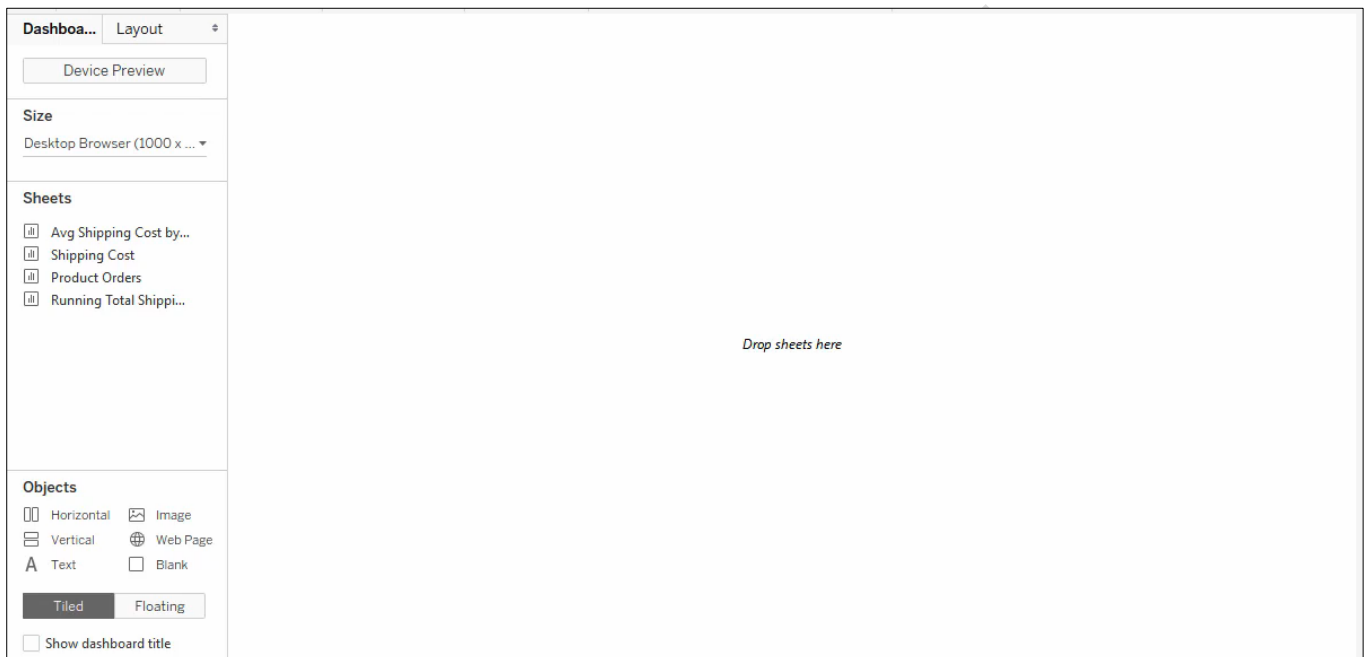 Dashboa... Layout
Device Preview
Size
Desktop Browser (1000 x ...
Sheets
Avg Shipping Cost by...
Shipping Cost
Product Orders
Running Total Shippi...
Drop sheets here
Objects
Horizontal Image
Vertical Web Page
A Text Blank
Tiled Floating
Show dashboard title